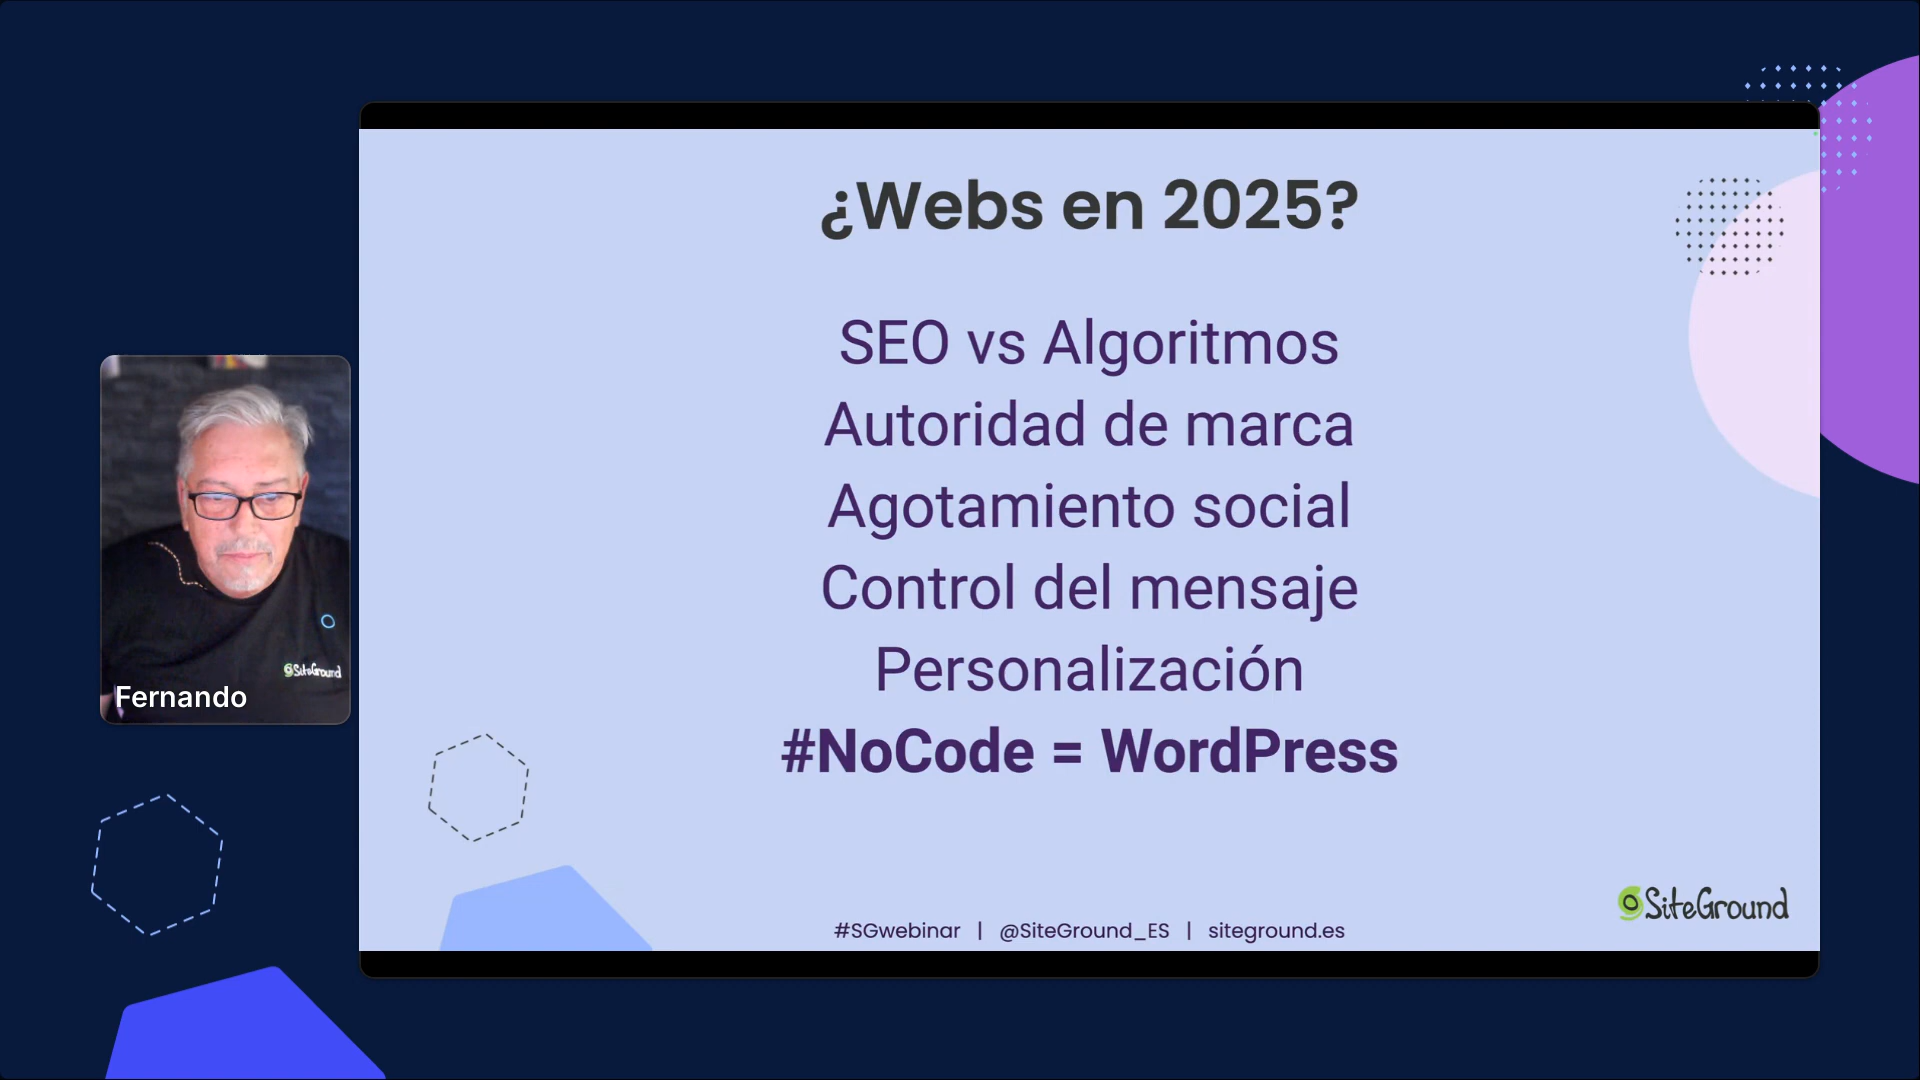 ¿Webs en 2025?
SEO vs Algoritmos
Autoridad de marca
Agotamiento social
Control del mensaje
Personalización
#NoCode = WordPress
SiteGround
Fernando
#SGwebinar | @SiteGround_ES | siteground.es
SiteGround